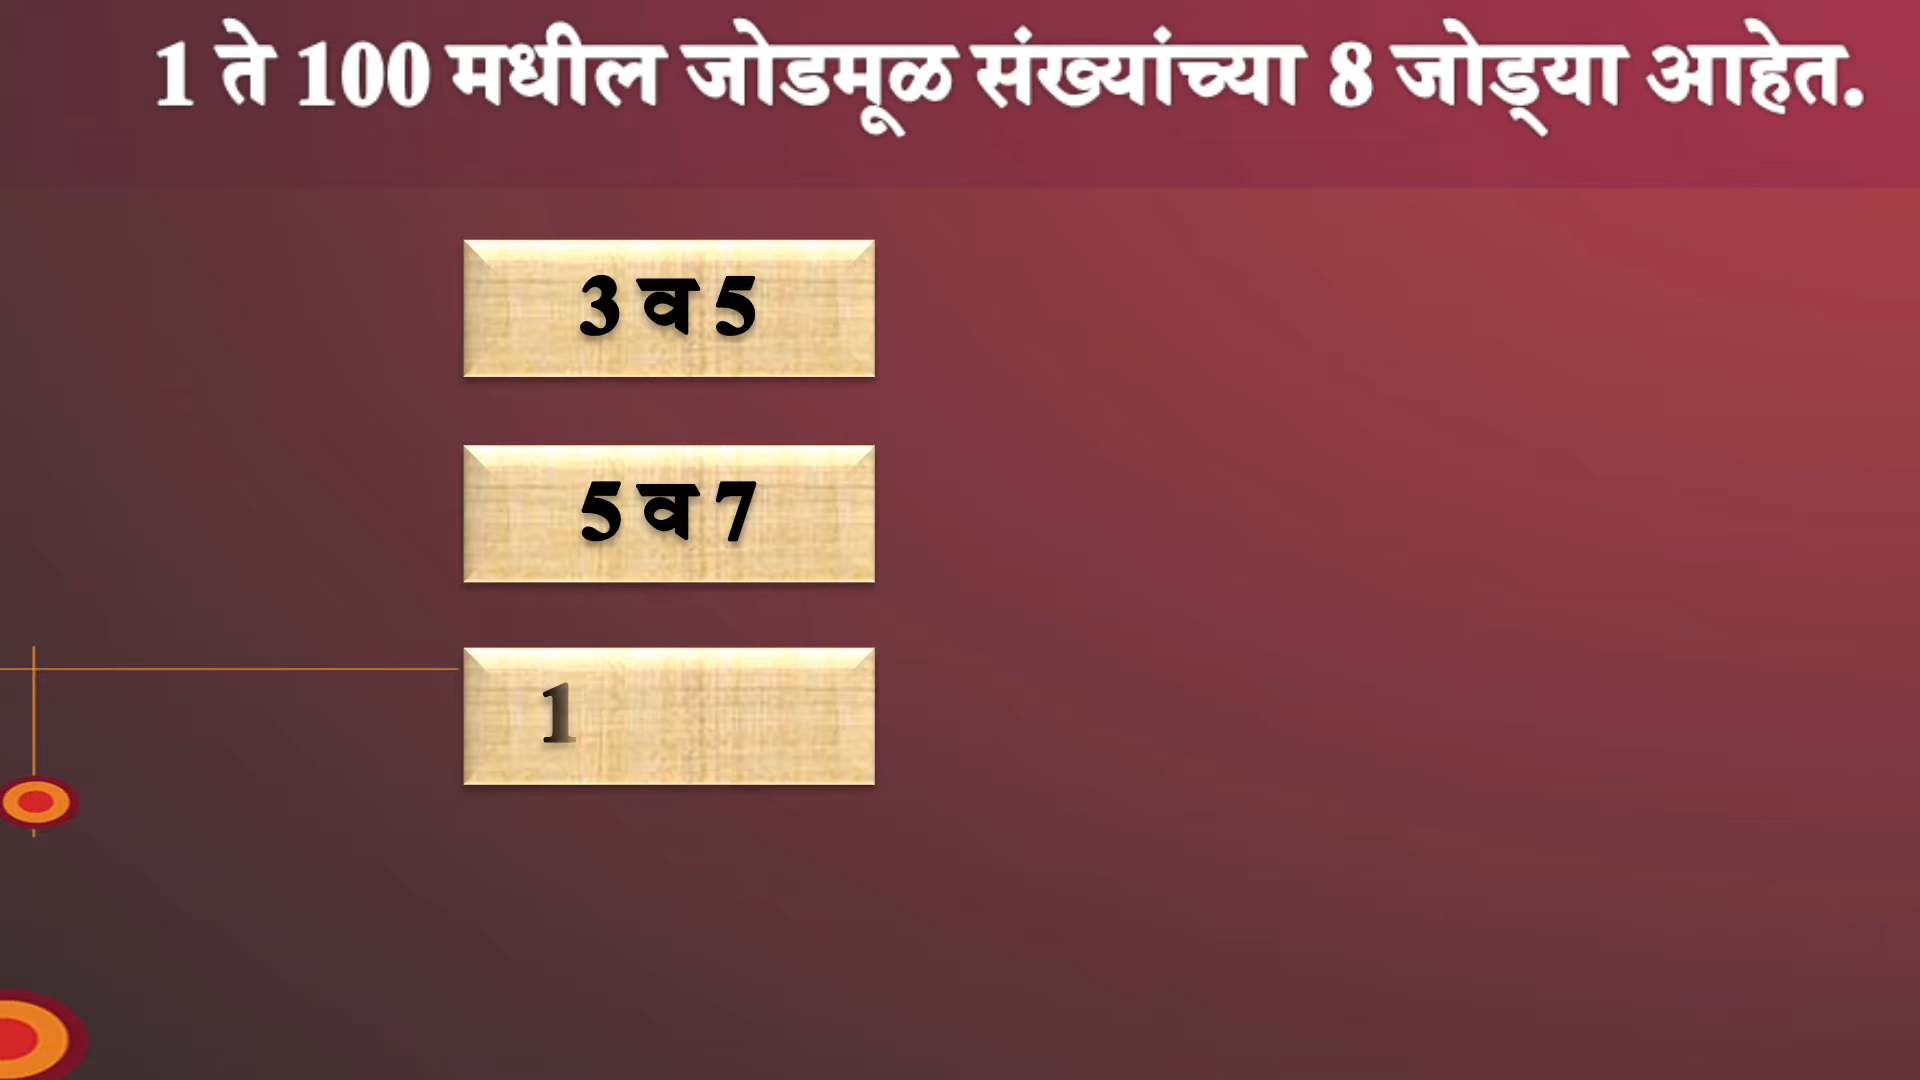 1 ते 100 मधील जोडमूळ संख्यांच्या 8 जोड्या आहेत.
3 व 5
5 व 7
1